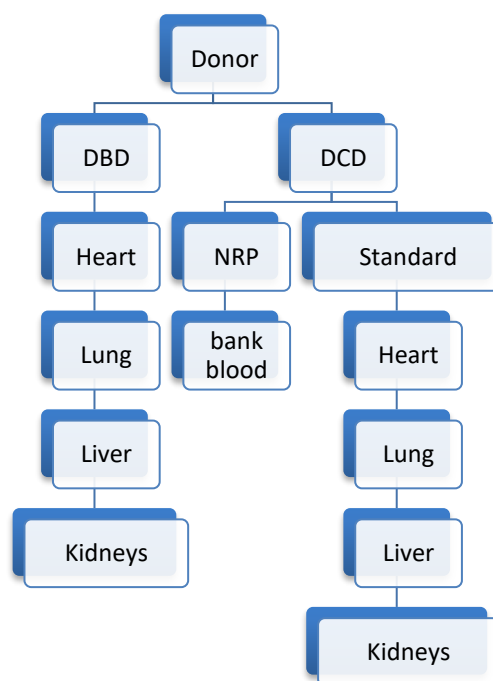 Donor
DBD
DCD
Heart
NRP
Standard
Lung
bank
blood
Heart
Liver
Lung
Kidneys
Liver
Kidneys